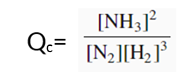 Qc= [NH3]²
[N2][H2]³